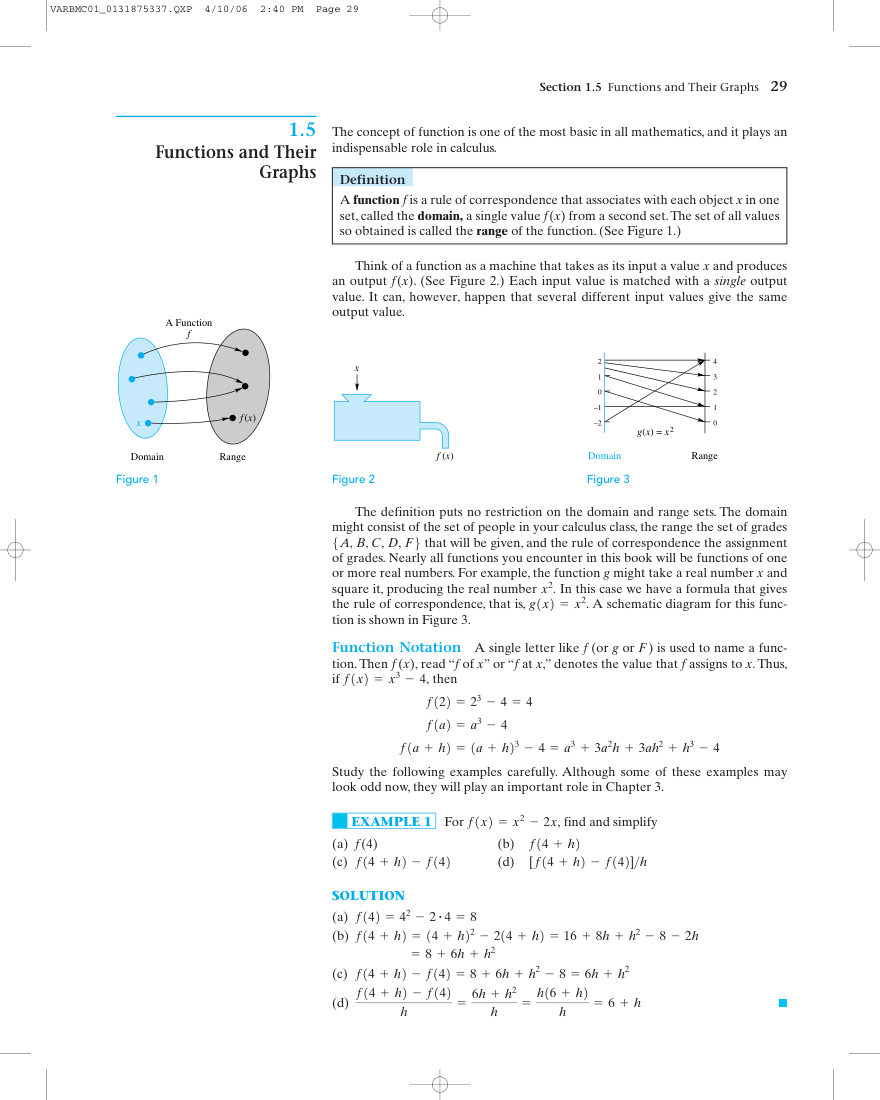 VARBMC01_0131875337.QXP 4/10/06 2:40 PM Page 29
Section 1.5 Functions and Their Graphs 29
1.5
Functions and Their
Graphs
The concept of function is one of the most basic in all mathematics, and it plays an
indispensable role in calculus.
Definition
A function f is a rule of correspondence that associates with each object x in one
set, called the domain, a single value f(x) from a second set. The set of all values
so obtained is called the range of the function. (See Figure 1.)
Think of a function as a machine that takes as its input a value x and produces
an output f(x). (See Figure 2.) Each input value is matched with a single output
value. It can, however, happen that several different input values give the same
output value.
A Function
f
x
f(x)
Domain
Range
Figure 1
x
f(x)
Figure 2
2
1
0
–1
–2
4
3
2
1
0
g(x) = x²
Domain
Range
Figure 3
The definition puts no restriction on the domain and range sets. The domain
might consist of the set of people in your calculus class, the range the set of grades
{A, B, C, D, F} that will be given, and the rule of correspondence the assignment
of grades. Nearly all functions you encounter in this book will be functions of one
or more real numbers. For example, the function g might take a real number x and
square it, producing the real number x². In this case we have a formula that gives
the rule of correspondence, that is, g(x) = x². A schematic diagram for this func-
tion is shown in Figure 3.
Function Notation A single letter like f (or g or F) is used to name a func-
tion. Then f(x), read “f of x” or “f at x,” denotes the value that f assigns to x. Thus,
if f(x) = x³ − 4, then
f(2) = 2³ − 4 = 4
f(a) = a³ − 4
f(a + h) = (a + h)³ − 4 = a³ + 3a²h + 3ah² + h³ − 4
Study the following examples carefully. Although some of these examples may
look odd now, they will play an important role in Chapter 3.
EXAMPLE 1 For f(x) = x² − 2x, find and simplify
(a) f(4) (b) f(4 + h)
(c) f(4 + h) − f(4) (d) [f(4 + h) − f(4)]/h
SOLUTION
(a) f(4) = 4² − 2 · 4 = 8
(b) f(4 + h) = (4 + h)² − 2(4 + h) = 16 + 8h + h² − 8 − 2h
= 8 + 6h + h²
(c) f(4 + h) − f(4) = 8 + 6h + h² − 8 = 6h + h²
(d) f(4 + h) − f(4) / h = 6h + h² / h = h(6 + h) / h = 6 + h